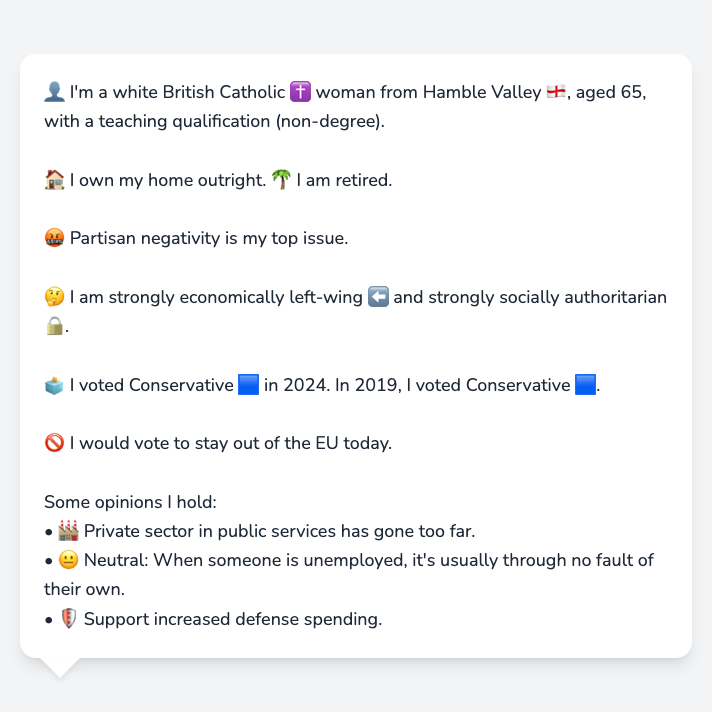 👤 I'm a white British Catholic ✝️ woman from Hamble Valley 🏴󠁧󠁢󠁥󠁮󠁧󠁿, aged 65,
with a teaching qualification (non-degree).
🏠 I own my home outright. 🌴 I am retired.
🤬 Partisan negativity is my top issue.
🤔 I am strongly economically left-wing ⬅️ and strongly socially authoritarian
🔒.
🗳️ I voted Conservative 🟦 in 2024. In 2019, I voted Conservative 🟦.
🚫 I would vote to stay out of the EU today.
Some opinions I hold:
• 🏭 Private sector in public services has gone too far.
• 😐 Neutral: When someone is unemployed, it's usually through no fault of
their own.
• 🛡️ Support increased defense spending.